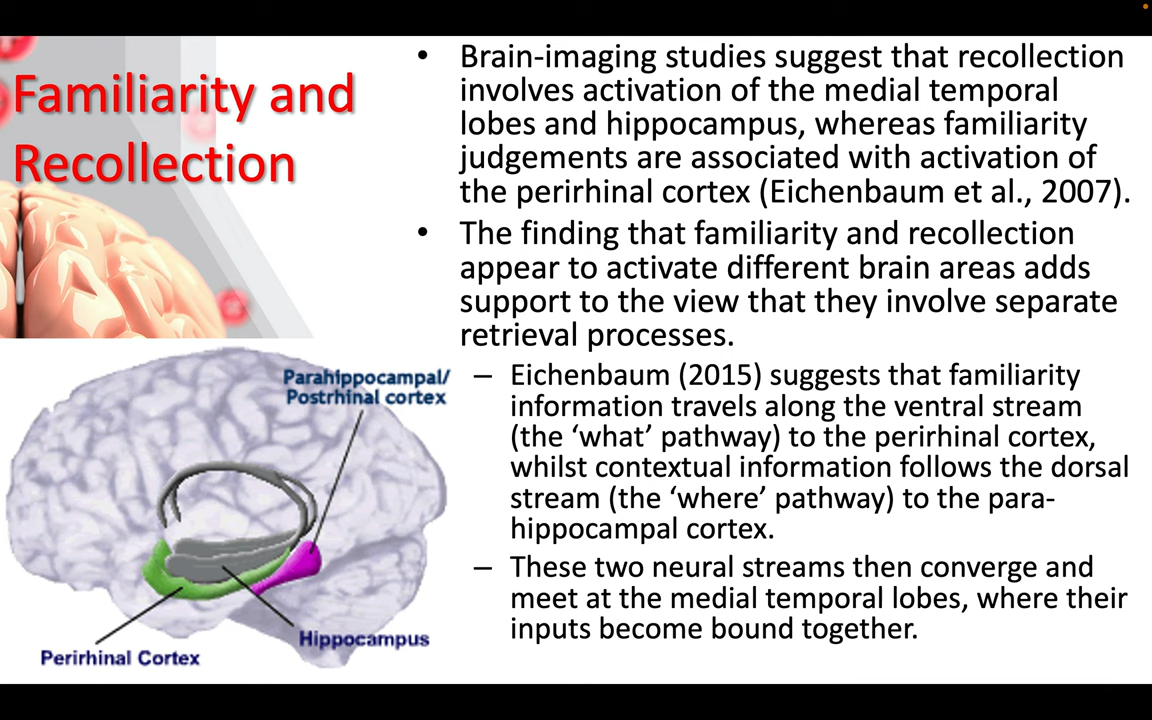 Familiarity and
Recollection
• Brain-imaging studies suggest that recollection
involves activation of the medial temporal
lobes and hippocampus, whereas familiarity
judgements are associated with activation of
the perirhinal cortex (Eichenbaum et al., 2007).
• The finding that familiarity and recollection
appear to activate different brain areas adds
support to the view that they involve separate
retrieval processes.
– Eichenbaum (2015) suggests that familiarity
information travels along the ventral stream
(the ‘what’ pathway) to the perirhinal cortex,
whilst contextual information follows the dorsal
stream (the ‘where’ pathway) to the para-
hippocampal cortex.
– These two neural streams then converge and
meet at the medial temporal lobes, where their
inputs become bound together.
Parahippocampal/
Postrhinal cortex
Hippocampus
Perirhinal Cortex